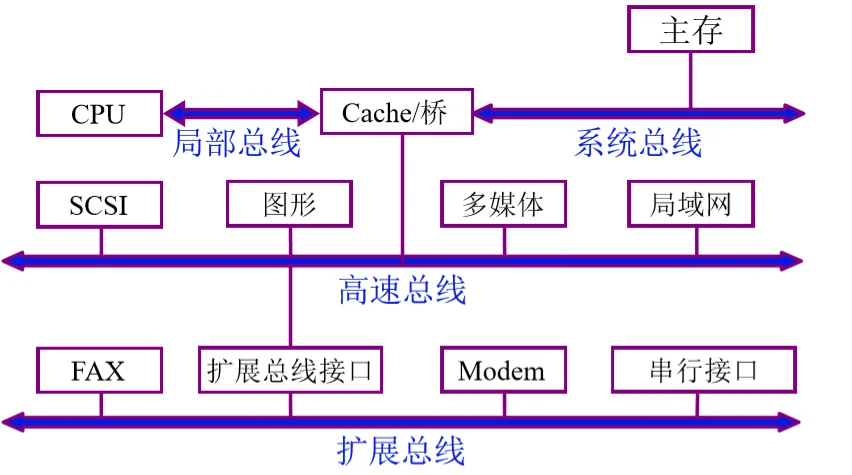 主存
CPU
Cache/桥
局部总线
系统总线
SCSI
图形
多媒体
局域网
高速总线
FAX
扩展总线接口
Modem
串行接口
扩展总线